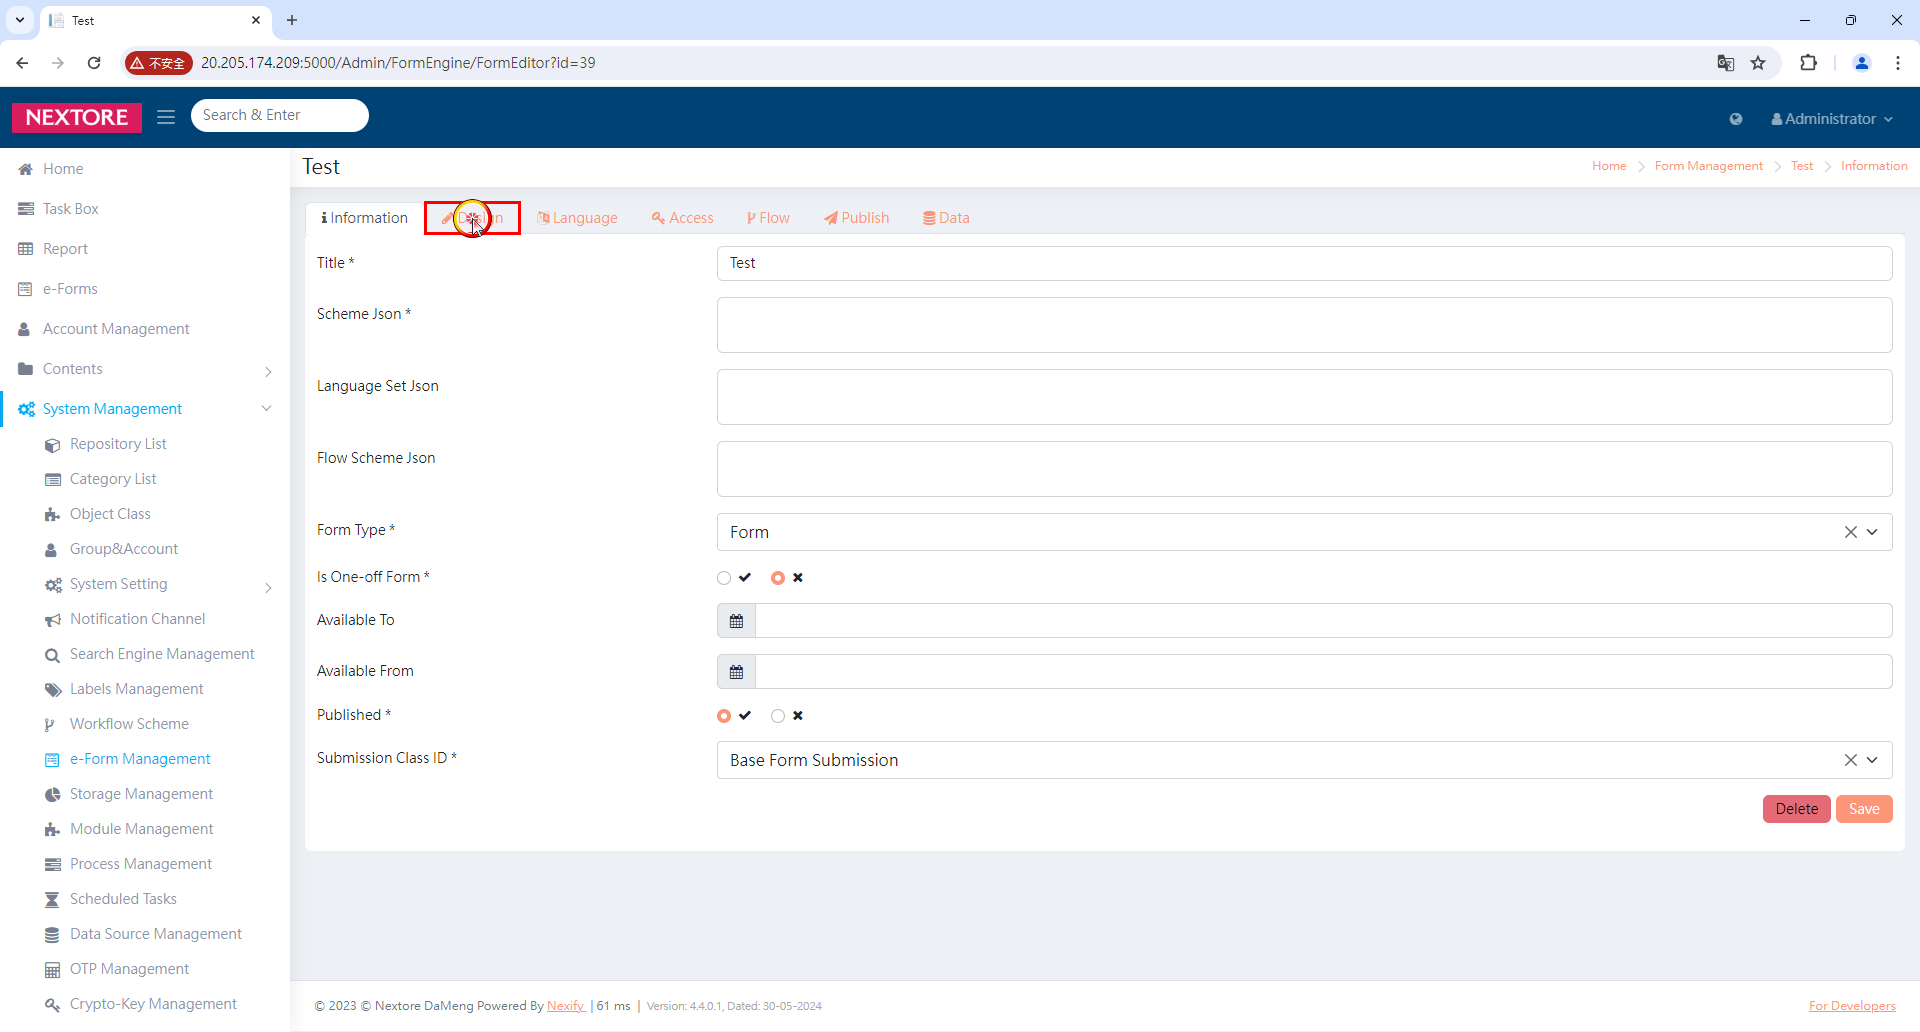 Test
不安全 20.205.174.209:5000/Admin/FormEngine/FormEditor?id=39
NEXTORE Search & Enter Administrator
Home
Task Box
Report
e-Forms
Account Management
Contents
System Management
Repository List
Category List
Object Class
Group&Account
System Setting
Notification Channel
Search Engine Management
Labels Management
Workflow Scheme
e-Form Management
Storage Management
Module Management
Process Management
Scheduled Tasks
Data Source Management
OTP Management
Crypto-Key Management
Test Home Form Management Test Information
Information Design Language Access Flow Publish Data
Title * Test
Scheme Json *
Language Set Json
Flow Scheme Json
Form Type * Form
Is One-off Form *
Available To
Available From
Published *
Submission Class ID * Base Form Submission
Delete Save
© 2023 © Nextore DaMeng Powered By Nexify | 61 ms | Version: 4.4.0.1, Dated: 30-05-2024 For Developers